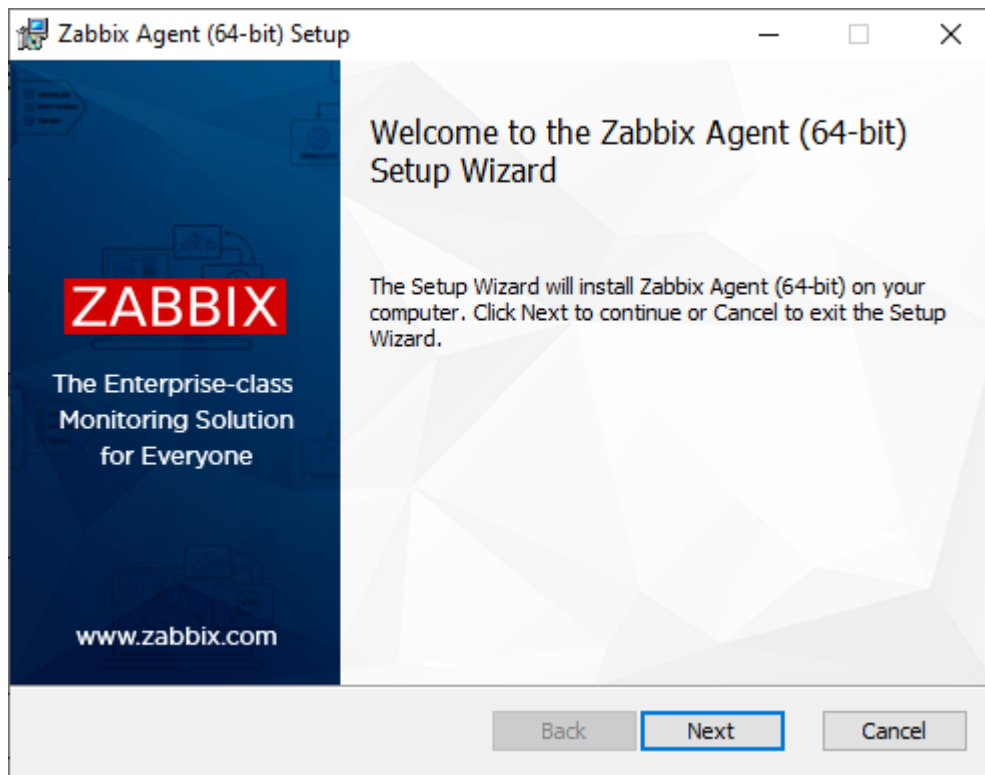 Zabbix Agent (64-bit) Setup
Welcome to the Zabbix Agent (64-bit)
Setup Wizard
The Setup Wizard will install Zabbix Agent (64-bit) on your
computer. Click Next to continue or Cancel to exit the Setup
Wizard.
ZABBIX
The Enterprise-class
Monitoring Solution
for Everyone
www.zabbix.com
Back
Next
Cancel